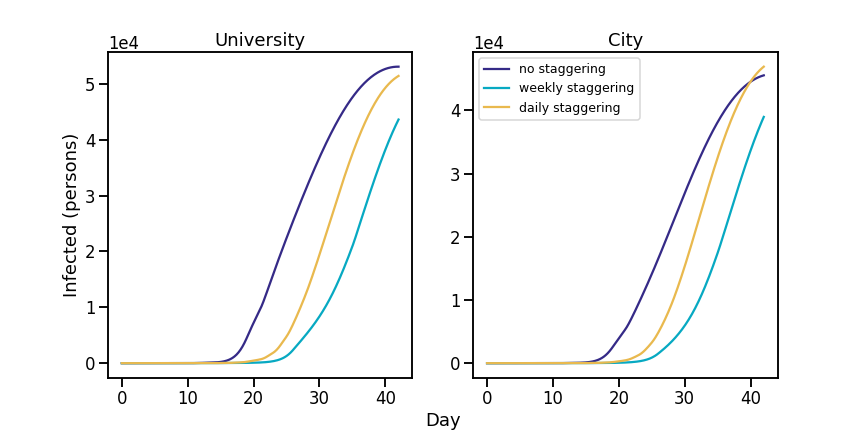 University
1e4
Infected (persons)
5
4
3
2
1
0
0 10 20 30 40
City
1e4
no staggering
weekly staggering
daily staggering
4
3
2
1
0
0 10 20 30 40
Day